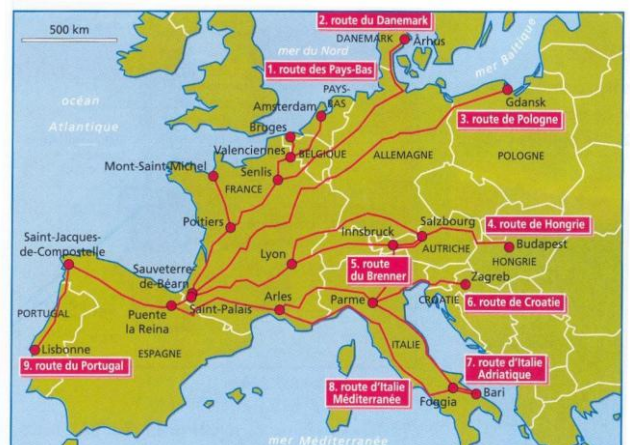 500 km
2. route du Danemark
DANEMARK
Århus
mer du Nord
mer Baltique
1. route des Pays-Bas
PAYS-
BAS
océan
Atlantique
Amsterdam
Gdansk
3. route de Pologne
Bruges
Valenciennes
BELGIQUE
ALLEMAGNE
POLOGNE
Mont-Saint-Michel
Senlis
FRANCE
Poitiers
Salzbourg
4. route de Hongrie
Saint-Jacques-
de-Compostelle
Innsbruck
AUTRICHE
Budapest
HONGRIE
Lyon
5. route
du Brenner
Sauveterre-
de-Béarn
Zagreb
CROATIE
6. route de Croatie
Saint-Palais
Arles
Parme
PORTUGAL
Puente
la Reina
ITALIE
Lisbonne
ESPAGNE
7. route d'Italie
Adriatique
9. route du Portugal
8. route d'Italie
Méditerranée
Foggia
Bari
mer Méditerranée